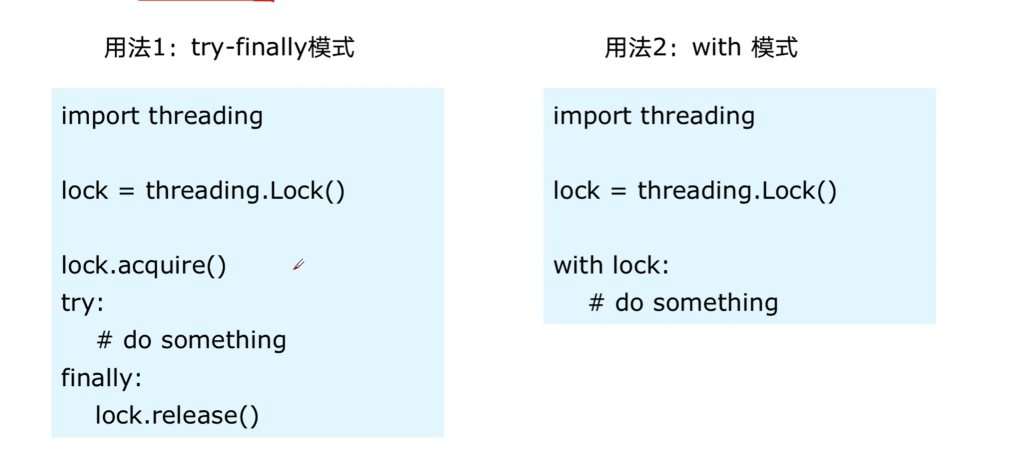 用法1：try-finally模式
import threading
lock = threading.Lock()
lock.acquire()
try:
# do something
finally:
lock.release()
用法2：with 模式
import threading
lock = threading.Lock()
with lock:
# do something